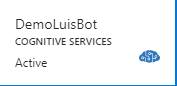 DemoLuisBot
COGNITIVE SERVICES
Active